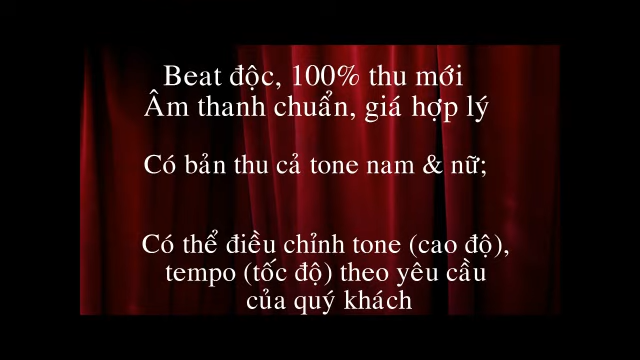 Beat độc, 100% thu mới
Âm thanh chuẩn, giá hợp lý
Có bản thu cả tone nam & nữ;
Có thể điều chỉnh tone (cao độ),
tempo (tốc độ) theo yêu cầu
của quý khách